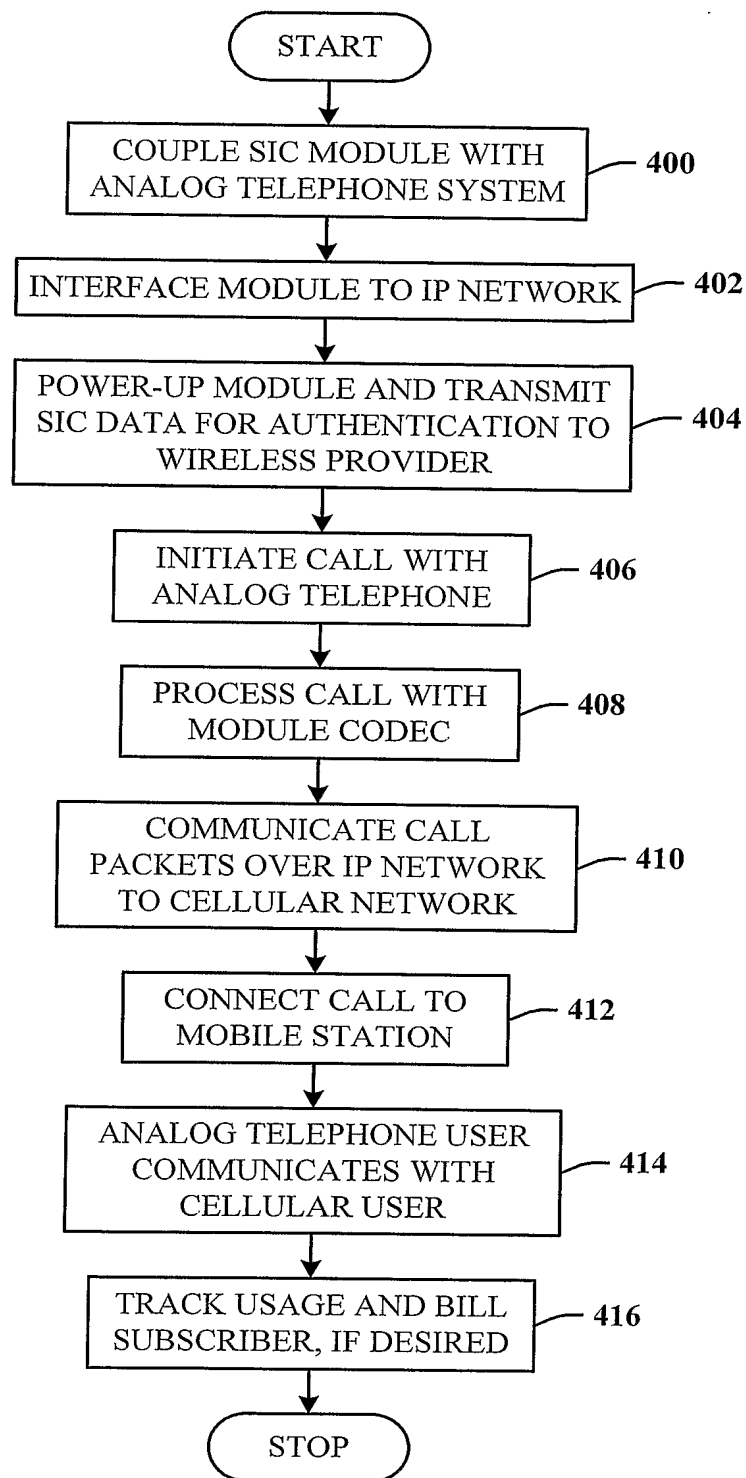 START
COUPLE SIC MODULE WITH
ANALOG TELEPHONE SYSTEM
400
INTERFACE MODULE TO IP NETWORK
402
POWER-UP MODULE AND TRANSMIT
SIC DATA FOR AUTHENTICATION TO
WIRELESS PROVIDER
404
INITIATE CALL WITH
ANALOG TELEPHONE
406
PROCESS CALL WITH
MODULE CODEC
408
COMMUNICATE CALL
PACKETS OVER IP NETWORK
TO CELLULAR NETWORK
410
CONNECT CALL TO
MOBILE STATION
412
ANALOG TELEPHONE USER
COMMUNICATES WITH
CELLULAR USER
414
TRACK USAGE AND BILL
SUBSCRIBER, IF DESIRED
416
STOP